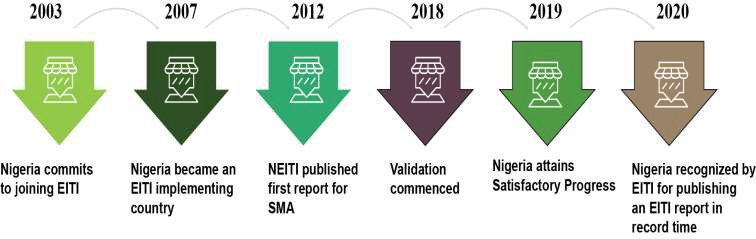 2003
2007
2012
2018
2019
2020
Nigeria commits
to joining EITI
Nigeria became an
EITI implementing
country
NEITI published
first report for
SMA
Validation
commenced
Nigeria attains
Satisfactory Progress
Nigeria recognized by
EITI for publishing
an EITI report in
record time